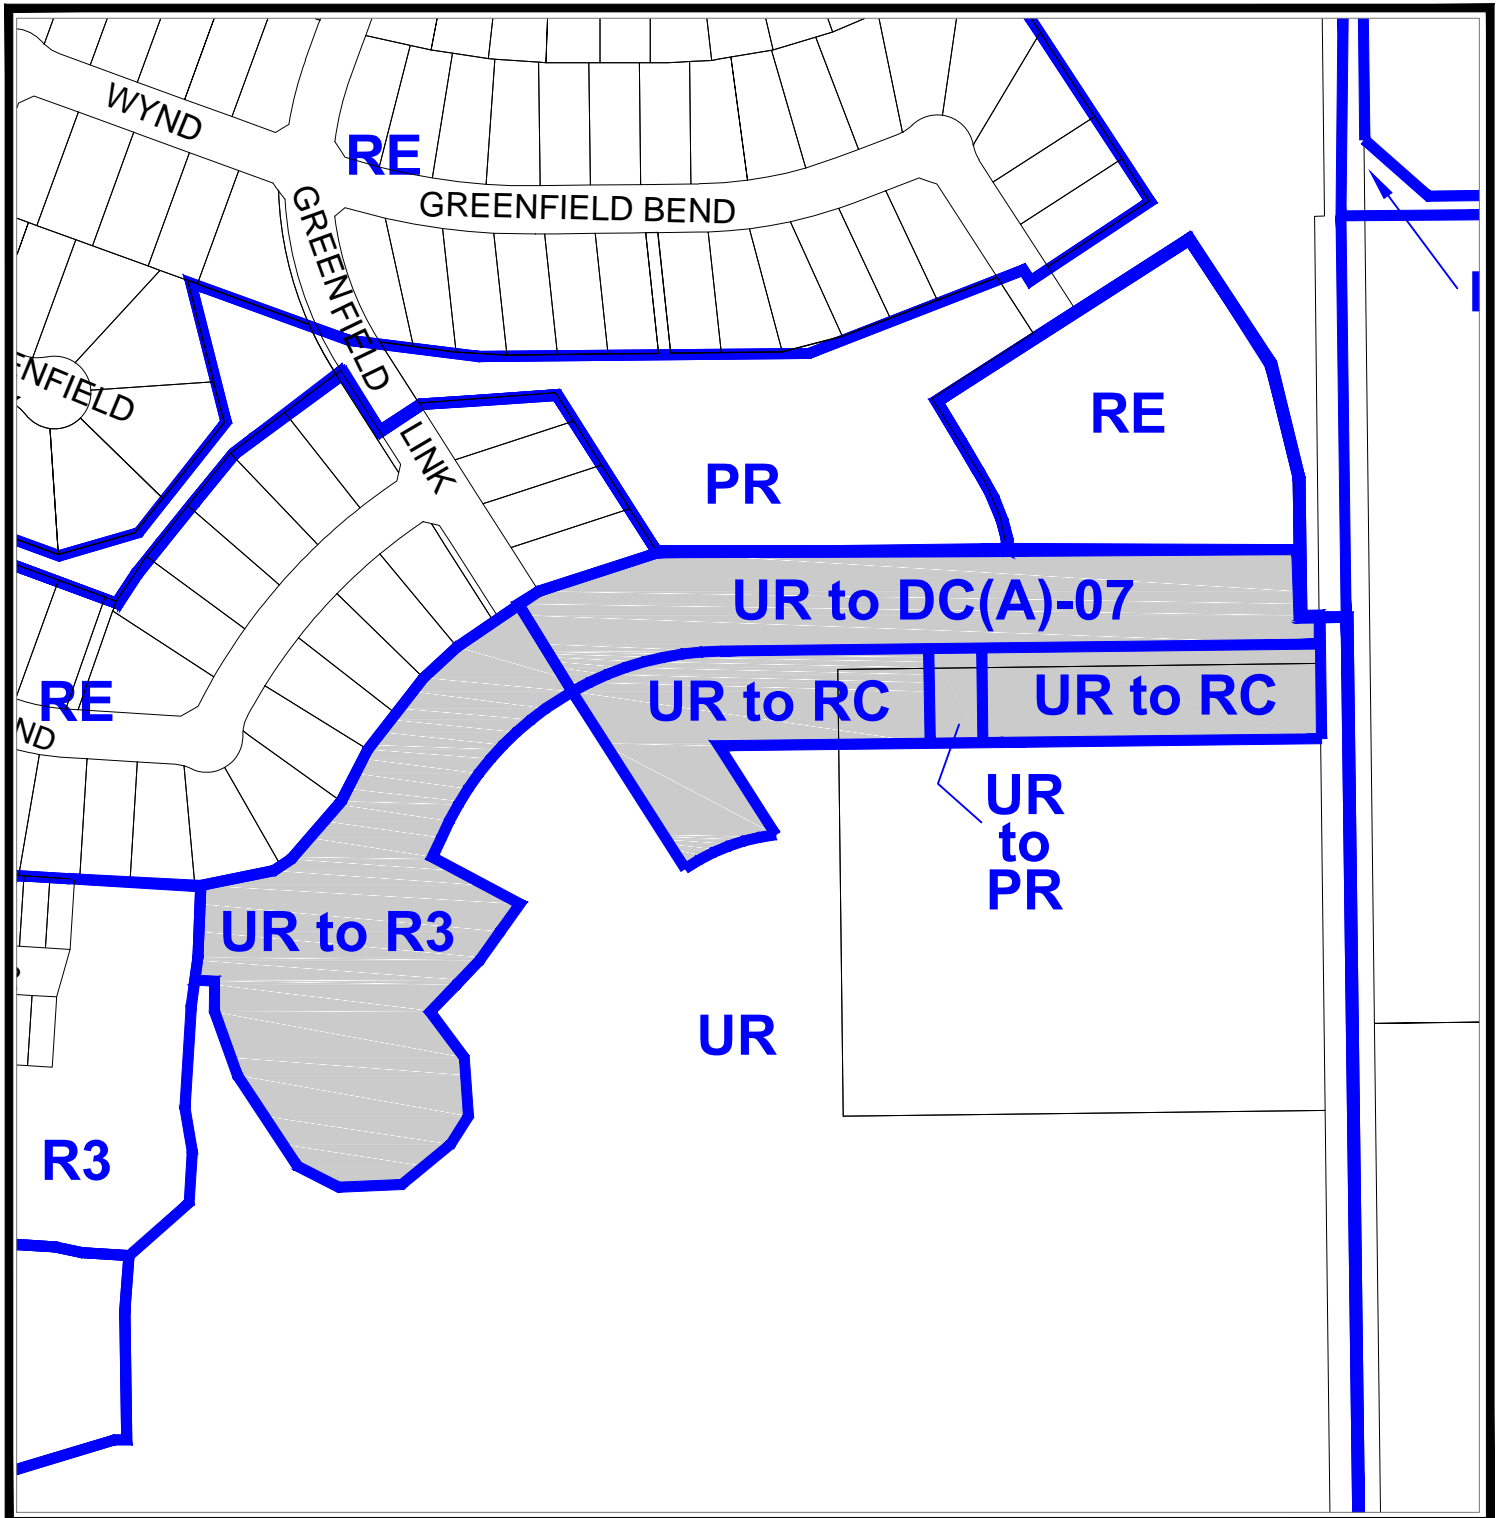 WYND
RE
GREENFIELD BEND
GREENFIELD LINK
ENFIELD
RE
PR
UR to DC(A)-07
UR to RC
UR to RC
RE
ND
UR
to
PR
UR to R3
UR
R3